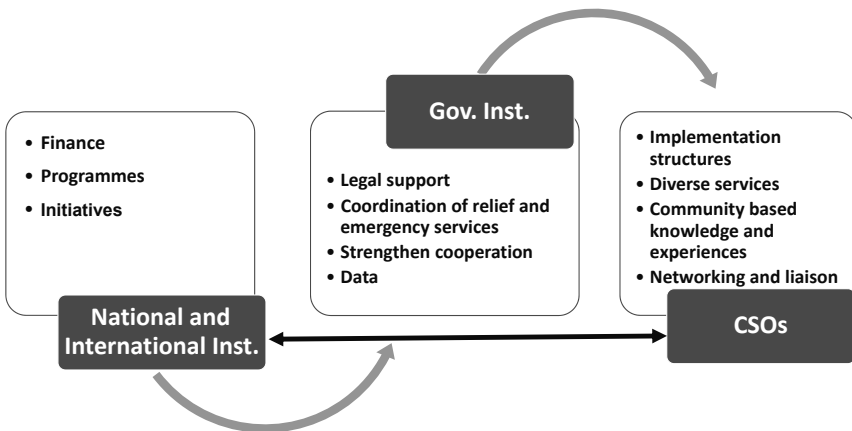 • Finance
• Programmes
• Initiatives
National and
International Inst.
Gov. Inst.
• Legal support
• Coordination of relief and
emergency services
• Strengthen cooperation
• Data
• Implementation
structures
• Diverse services
• Community based
knowledge and
experiences
• Networking and liaison
CSOs